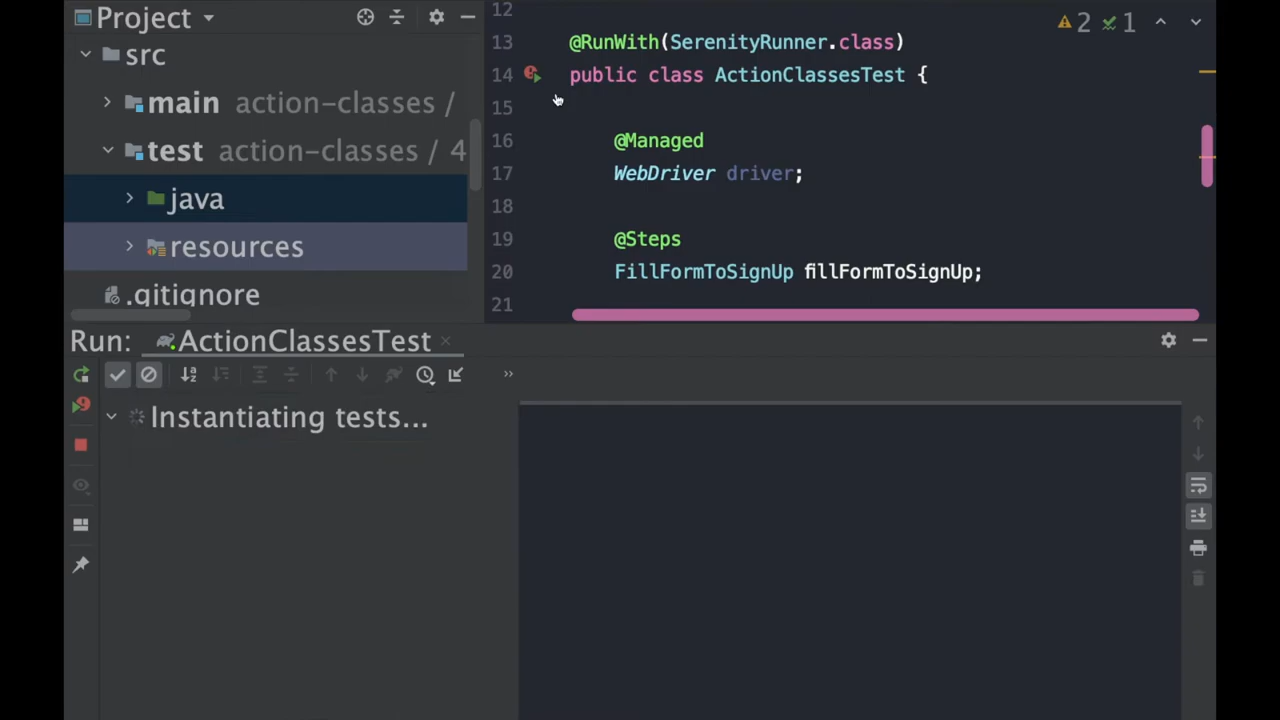 Project
src
main action-classes /
test action-classes / 4
java
resources
.gitignore
12
13 @RunWith(SerenityRunner.class)
14 public class ActionClassesTest {
15
16 @Managed
17 WebDriver driver;
18
19 @Steps
20 FillFormToSignUp fillFormToSignUp;
21
2 1
Run: ActionClassesTest
Instantiating tests...